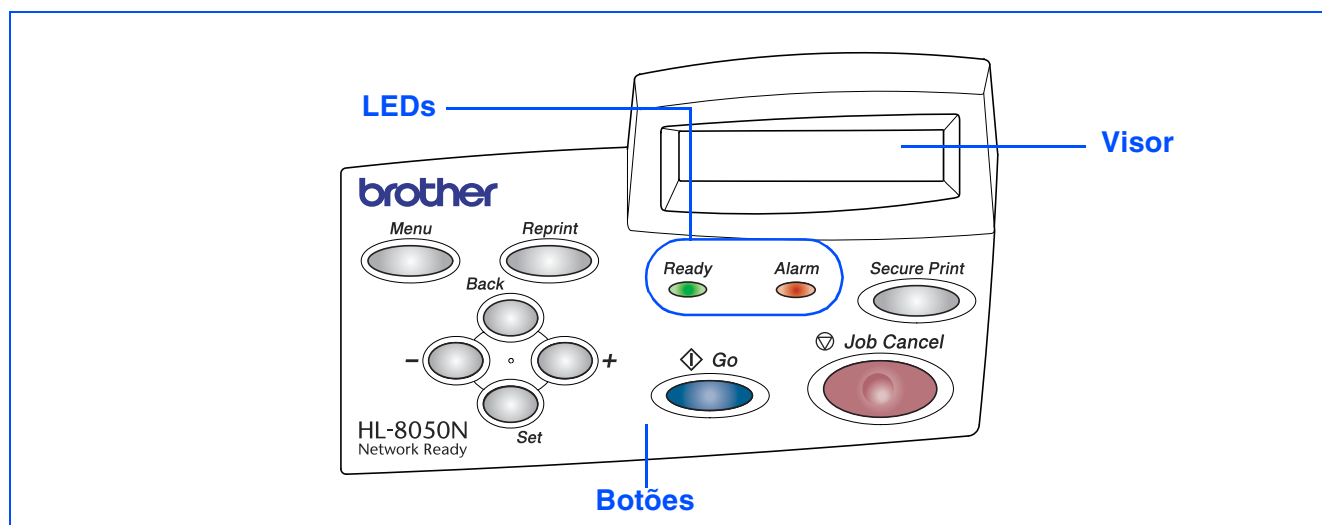 LEDs
Visor
brother
Menu
Reprint
Ready
Alarm
Secure Print
Back
- +
Go
Job Cancel
Set
HL-8050N
Network Ready
Botões